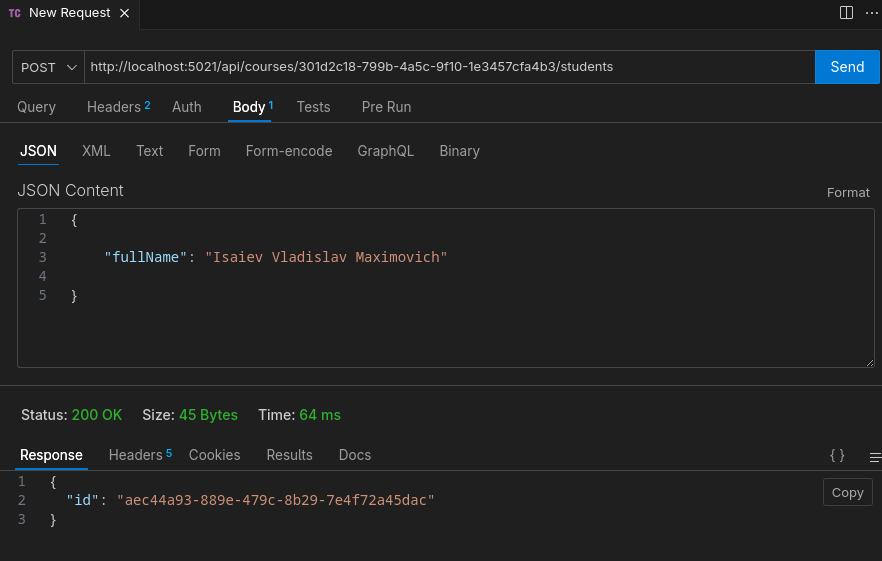 TC New Request
POST http://localhost:5021/api/courses/301d2c18-799b-4a5c-9f10-1e3457cfa4b3/students Send
Query Headers 2 Auth Body 1 Tests Pre Run
JSON XML Text Form Form-encode GraphQL Binary
JSON Content Format
1 {
2
3 "fullName": "Isaiev Vladislav Maximovich"
4
5 }
Status: 200 OK Size: 45 Bytes Time: 64 ms
Response Headers 5 Cookies Results Docs { }
1 {
2 "id": "aec44a93-889e-479c-8b29-7e4f72a45dac"
3 }
Copy